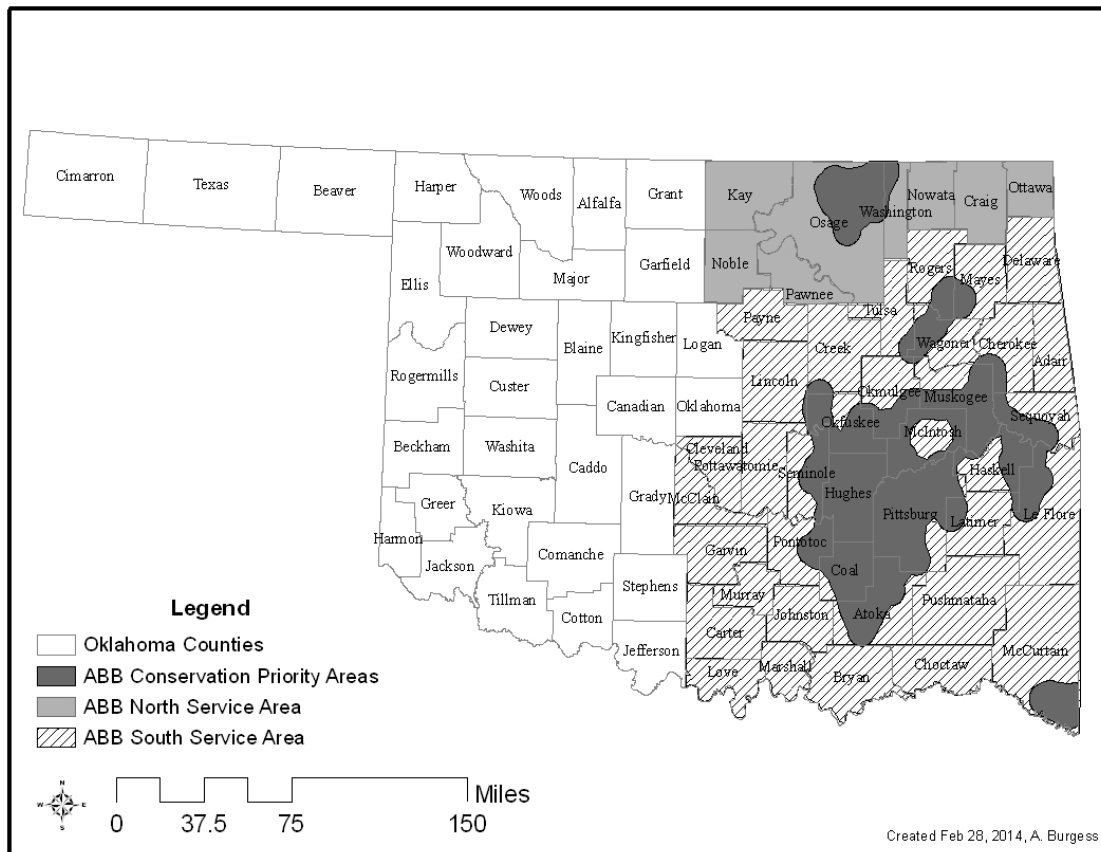 Cimarron
Texas
Beaver
Harper
Woods
Alfalfa
Grant
Kay
Osage
Washington
Nowata
Craig
Ottawa
Woodward
Ellis
Major
Garfield
Noble
Pawnee
Rogers
Mayes
Delaware
Dewey
Blaine
Kingfisher
Logan
Payne
Tulsa
Creek
Wagoner
Cherokee
Adair
Rogermills
Custer
Canadian
Oklahoma
Lincoln
Okmulgee
Muskogee
Sequoyah
Okfuskee
McIntosh
Beckham
Washita
Caddo
Cleveland
Pottawatomie
Seminole
Haskell
Greer
Kiowa
Grady
McClain
Hughes
Pittsburg
Latimer
Le Flore
Harmon
Jackson
Comanche
Garvin
Pontotoc
Coal
Tillman
Cotton
Stephens
Murray
Johnston
Atoka
Pushmataha
Jefferson
Carter
Love
Marshall
Bryan
Choctaw
McCurtain
Legend
Oklahoma Counties
ABB Conservation Priority Areas
ABB North Service Area
ABB South Service Area
N
W E
S
Miles
0 37.5 75 150
Created Feb 28, 2014, A. Burgess